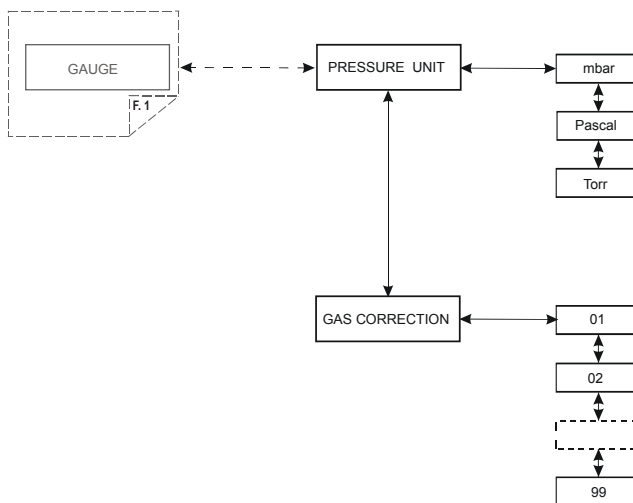 GAUGE
F. 1
PRESSURE UNIT
mbar
Pascal
Torr
GAS CORRECTION
01
02
99